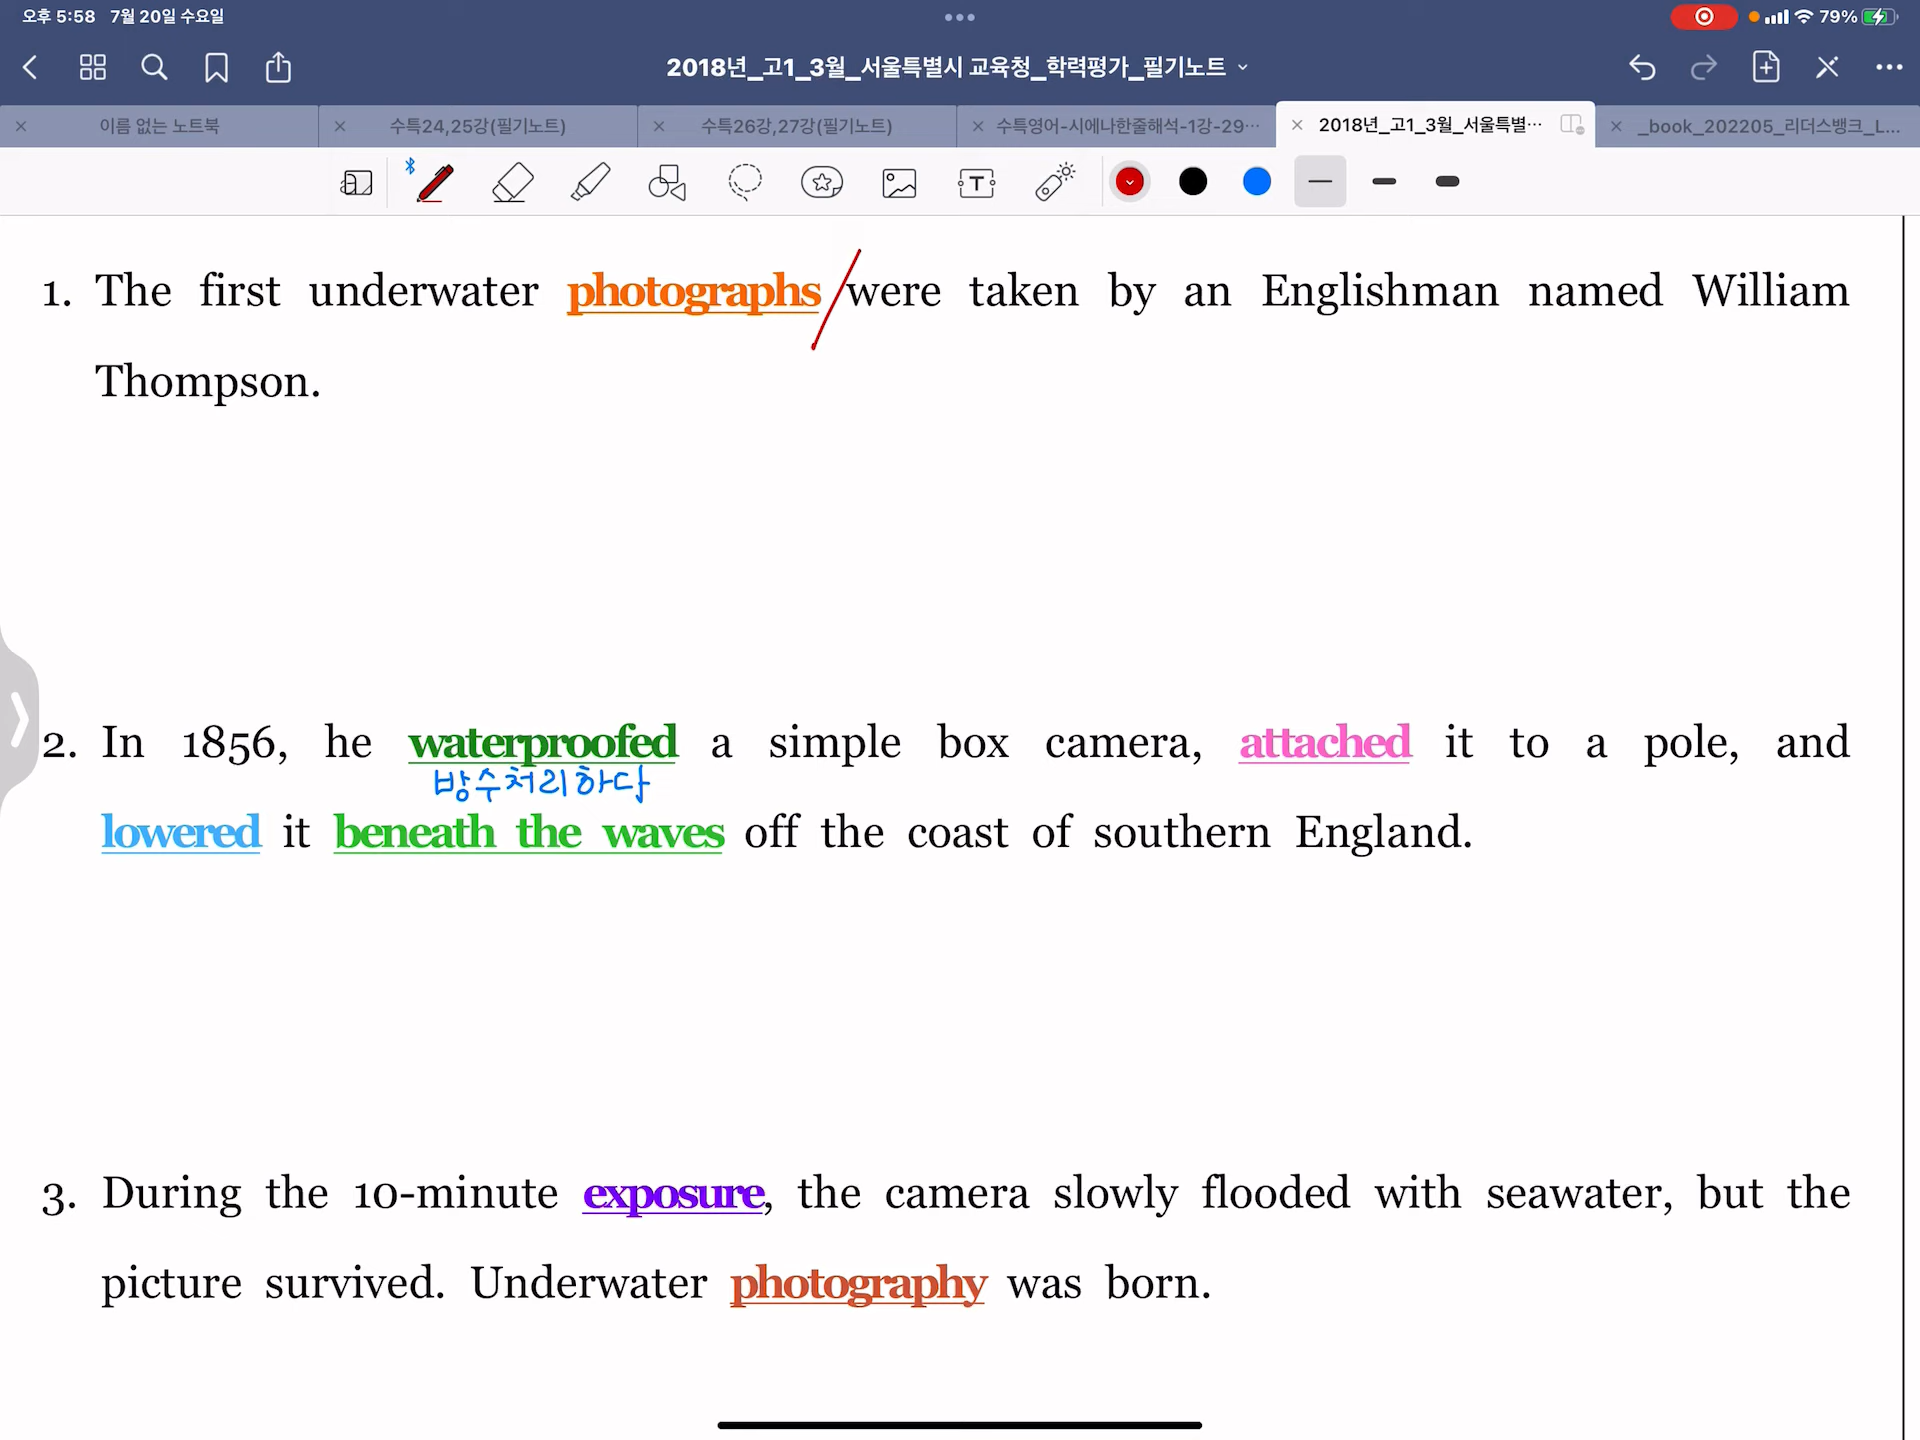 오후 5:58 7월 20일 수요일
79%
2018년_고1_3월_서울특별시 교육청_학력평가_필기노트
이름 없는 노트북
수특24,25강(필기노트)
수특26강,27강(필기노트)
수특영어-시에나한줄해석-1강-29…
2018년_고1_3월_서울특별…
_book_202205_리더스뱅크_L...
1. The first underwater photographs were taken by an Englishman named William
Thompson.
2. In 1856, he waterproofed a simple box camera, attached it to a pole, and
방수처리하다
lowered it beneath the waves off the coast of southern England.
3. During the 10-minute exposure, the camera slowly flooded with seawater, but the
picture survived. Underwater photography was born.